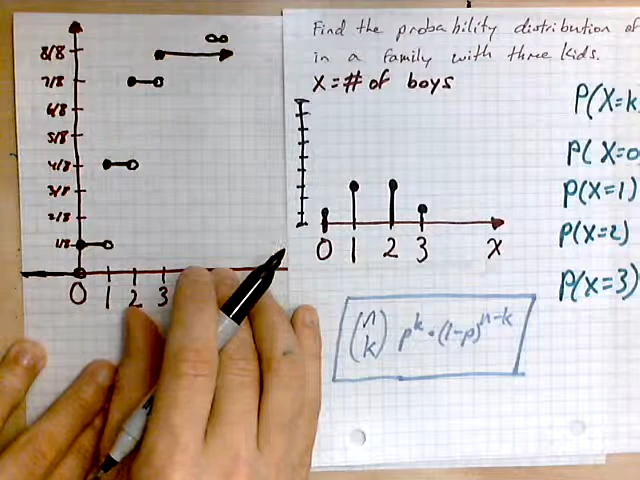 ∞
8/8
7/8
6/8
5/8
4/8
3/8
2/8
1/8
0 1 2 3
Find the probability distribution of
in a family with three kids.
X = # of boys
0 1 2 3 X
P(X=k
P(X=0
P(X=1)
P(X=2)
P(X=3)
(n k) p^k · (1-p)^n-k